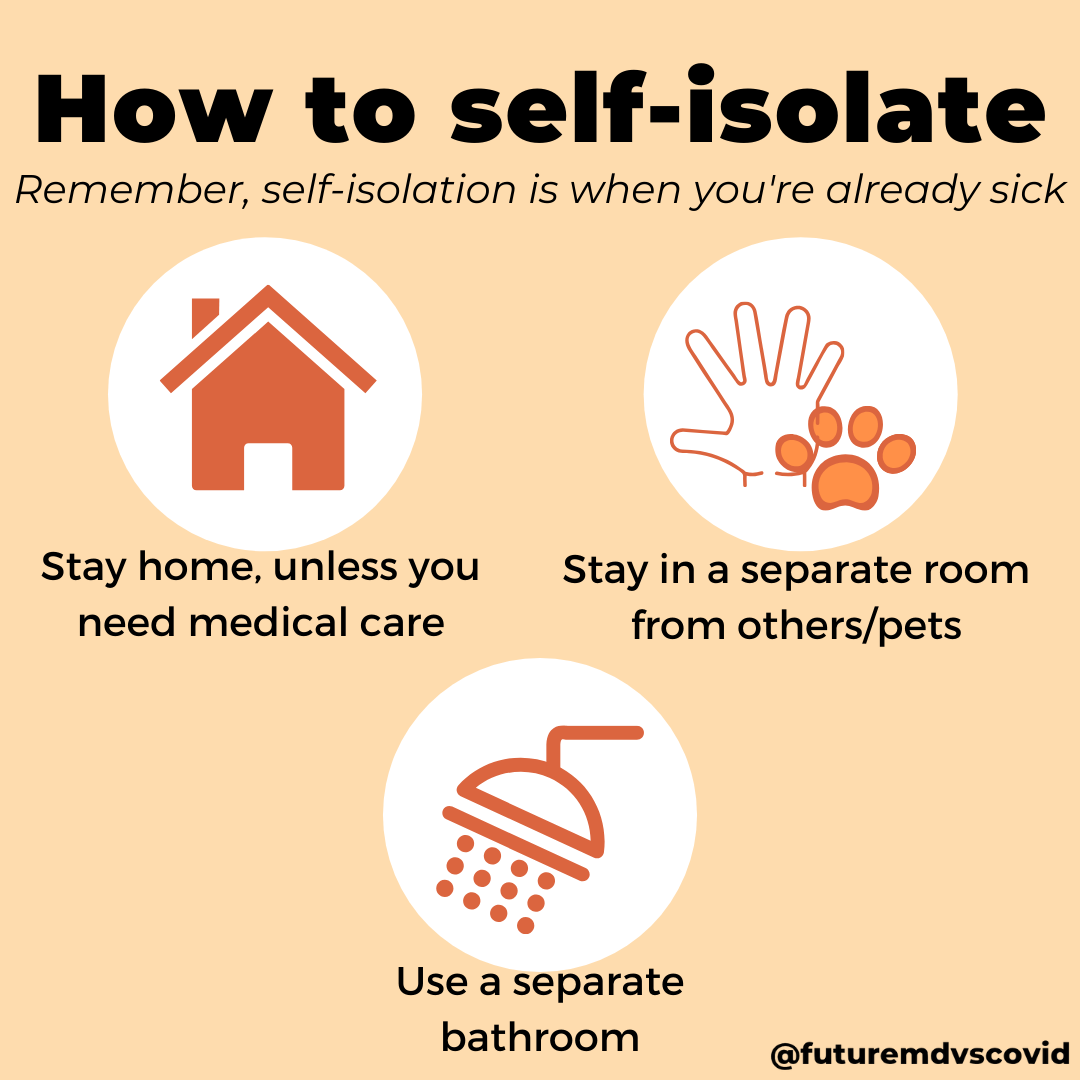 How to self-isolate
Remember, self-isolation is when you're already sick
Stay home, unless you
need medical care
Stay in a separate room
from others/pets
Use a separate
bathroom
@futuremdvscovid